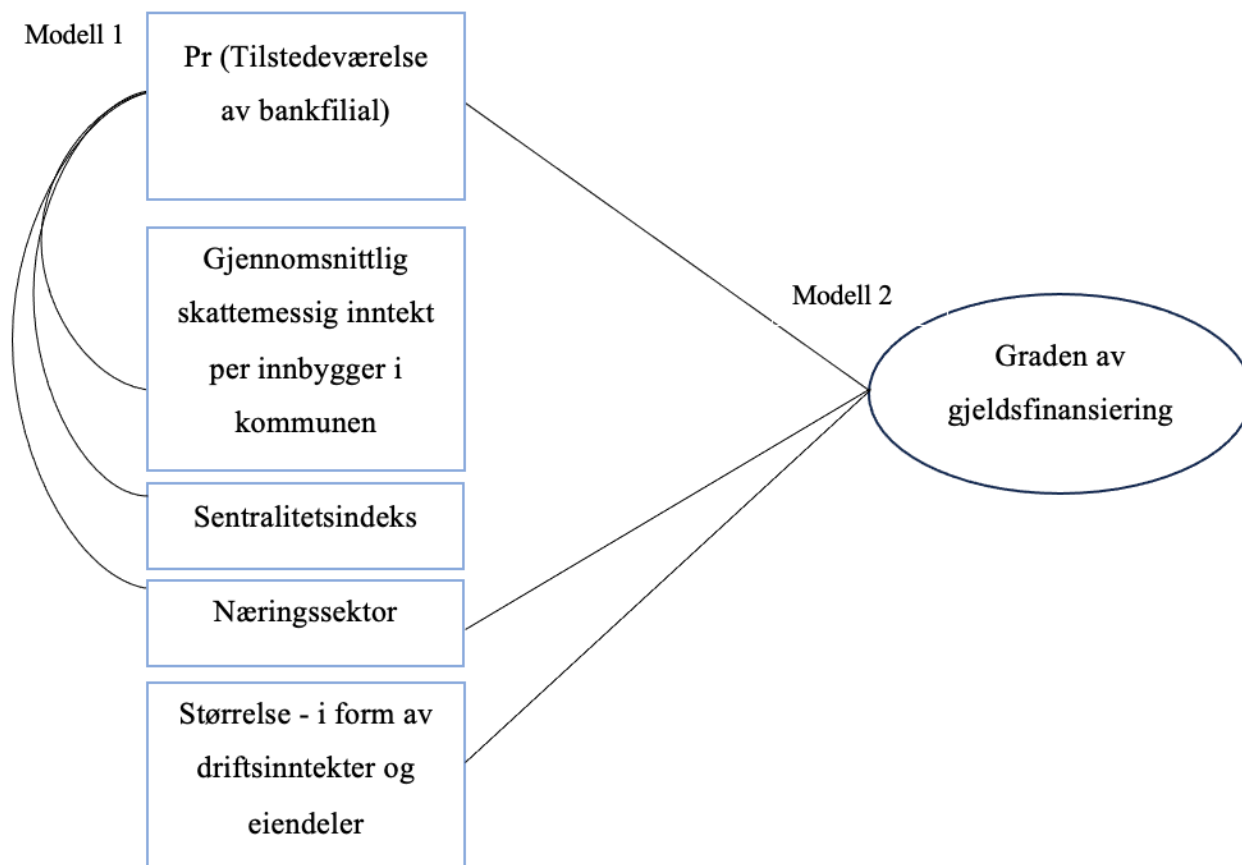 Modell 1
Pr (Tilstedeværelse
av bankfilial)
Gjennomsnittlig
skattemessig inntekt
per innbygger i
kommunen
Sentralitetsindeks
Næringssektor
Størrelse - i form av
driftsinntekter og
eiendeler
Modell 2
Graden av
gjeldsfinansiering